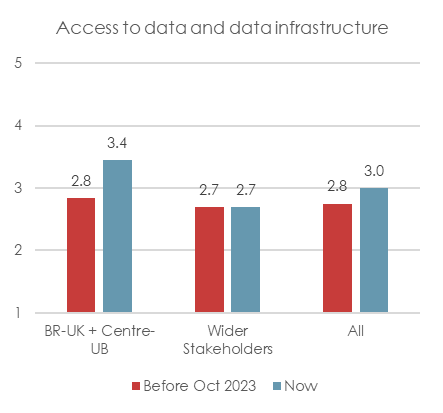 Access to data and data infrastructure
5
4
3
2
1
2.8
3.4
2.7
2.7
2.8
3.0
BR-UK + Centre-
UB
Wider
Stakeholders
All
Before Oct 2023
Now